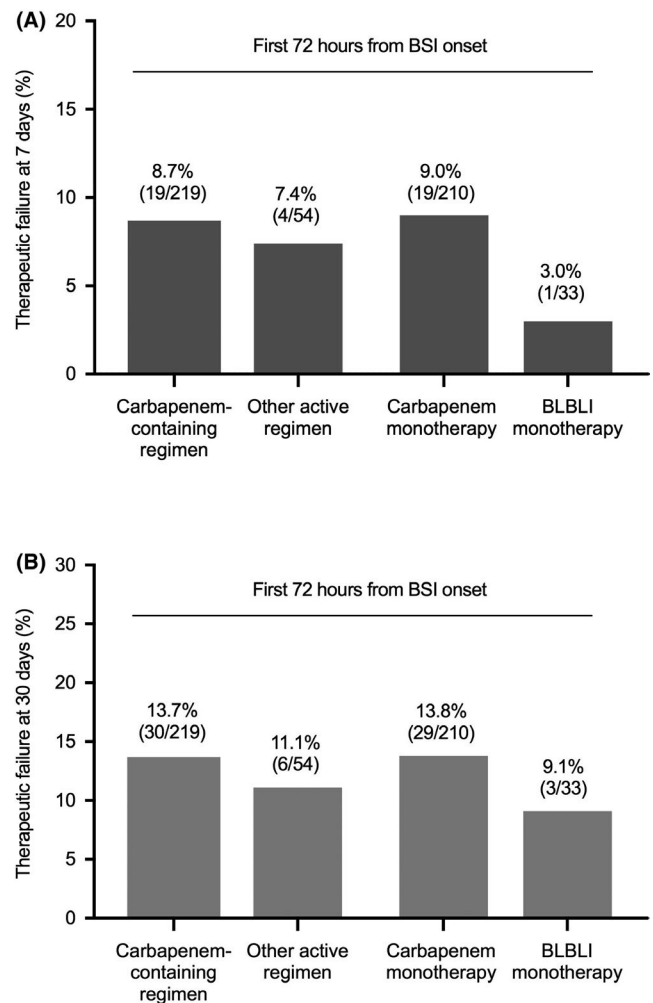 (A)
Therapeutic failure at 7 days (%)
20
15
10
5
0
First 72 hours from BSI onset
8.7%
(19/219)
7.4%
(4/54)
9.0%
(19/210)
3.0%
(1/33)
Carbapenem-
containing
regimen
Other active
regimen
Carbapenem
monotherapy
BLBLI
monotherapy
(B)
Therapeutic failure at 30 days (%)
30
25
20
15
10
5
0
First 72 hours from BSI onset
13.7%
(30/219)
11.1%
(6/54)
13.8%
(29/210)
9.1%
(3/33)
Carbapenem-
containing
regimen
Other active
regimen
Carbapenem
monotherapy
BLBLI
monotherapy